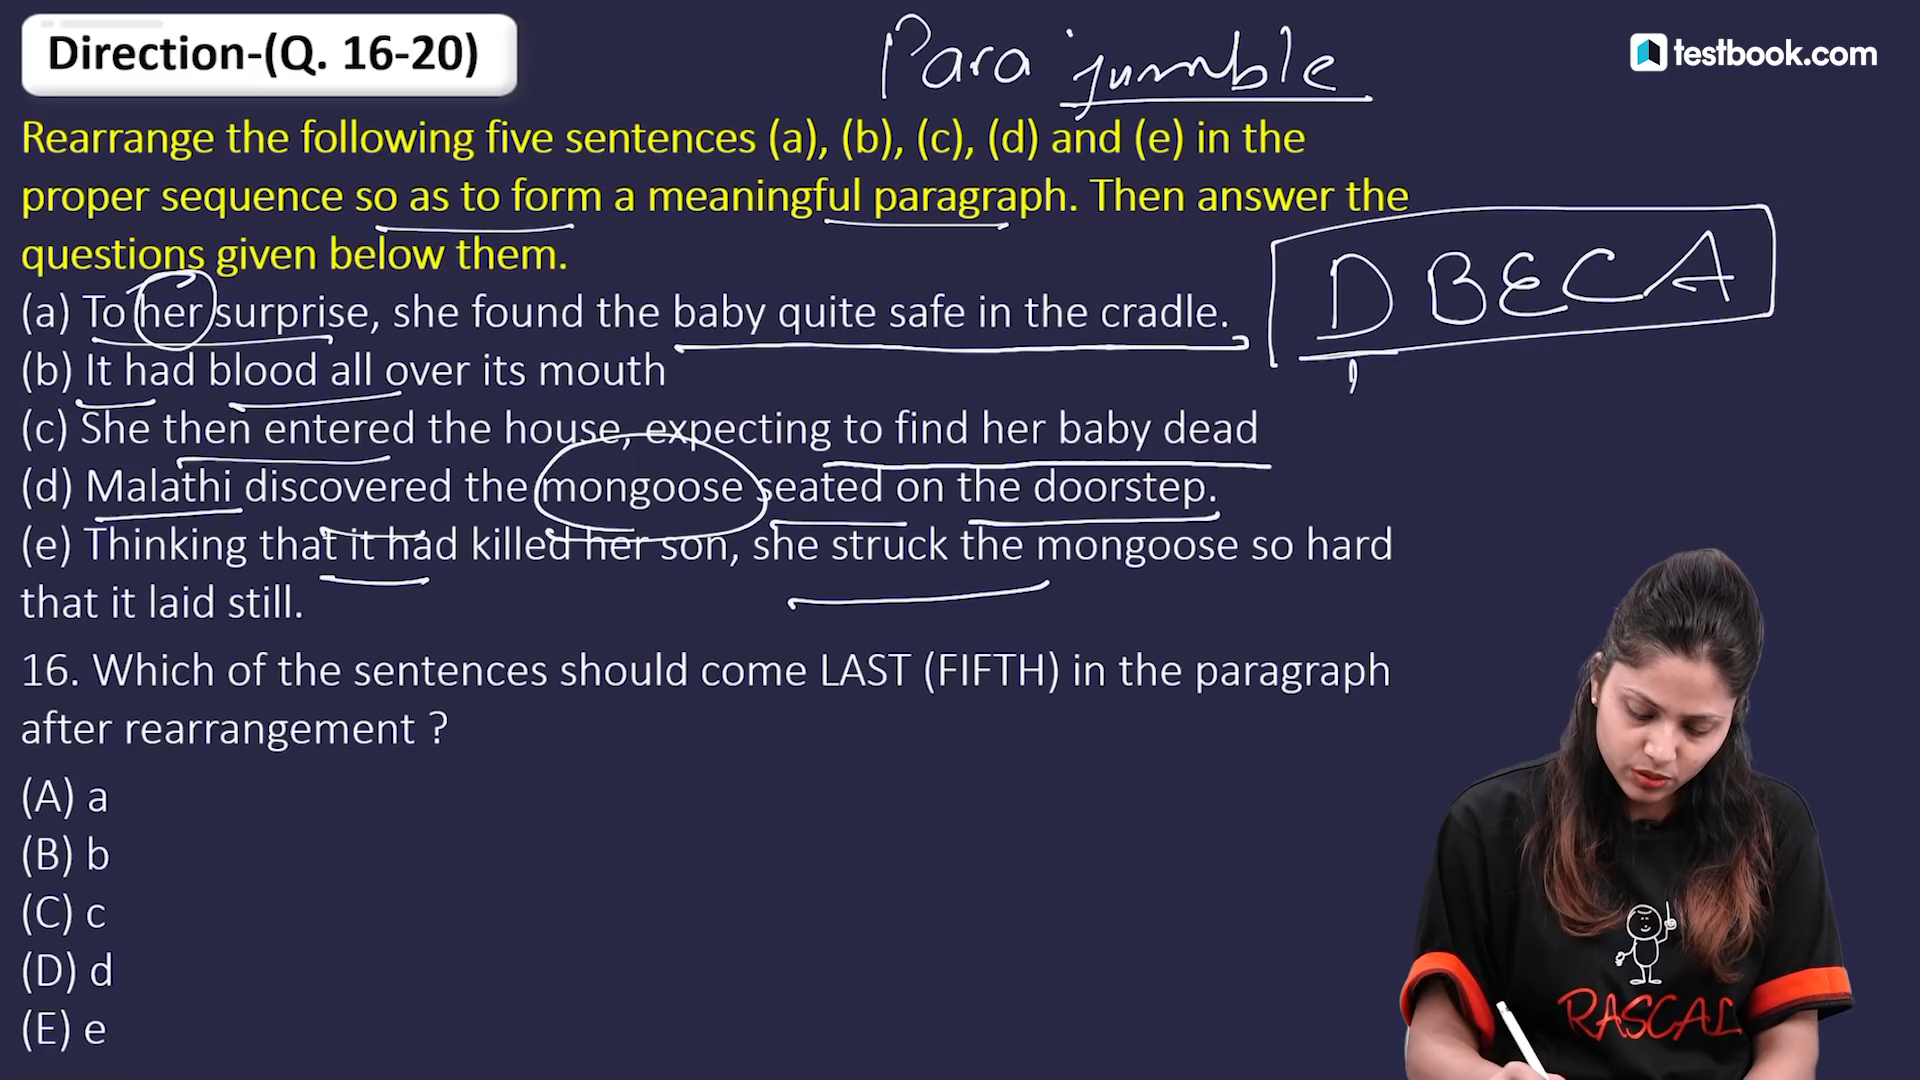 Direction-(Q. 16-20)
Para jumble
testbook.com
Rearrange the following five sentences (a), (b), (c), (d) and (e) in the
proper sequence so as to form a meaningful paragraph. Then answer the
questions given below them.
D B E C A
(a) To her surprise, she found the baby quite safe in the cradle.
(b) It had blood all over its mouth
(c) She then entered the house, expecting to find her baby dead
(d) Malathi discovered the mongoose seated on the doorstep.
(e) Thinking that it had killed her son, she struck the mongoose so hard
that it laid still.
16. Which of the sentences should come LAST (FIFTH) in the paragraph
after rearrangement ?
(A) a
(B) b
(C) c
(D) d
(E) e
RASCAL